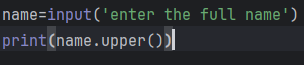 name=input('enter the full name')
print(name.upper())